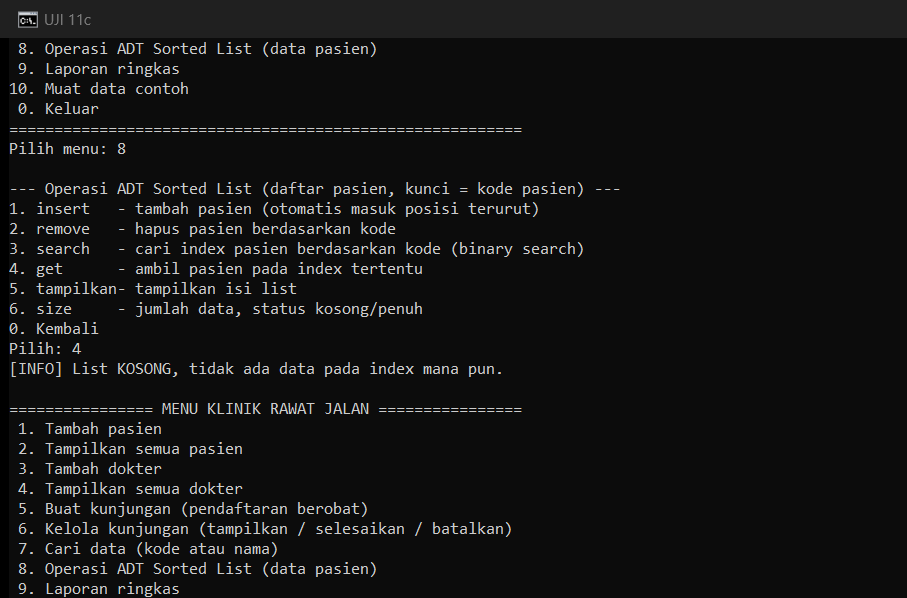 UJI 11c
8. Operasi ADT Sorted List (data pasien)
9. Laporan ringkas
10. Muat data contoh
0. Keluar
=========================================================
Pilih menu: 8
--- Operasi ADT Sorted List (daftar pasien, kunci = kode pasien) ---
1. insert   - tambah pasien (otomatis masuk posisi terurut)
2. remove   - hapus pasien berdasarkan kode
3. search   - cari index pasien berdasarkan kode (binary search)
4. get      - ambil pasien pada index tertentu
5. tampilkan- tampilkan isi list
6. size     - jumlah data, status kosong/penuh
0. Kembali
Pilih: 4
[INFO] List KOSONG, tidak ada data pada index mana pun.
================ MENU KLINIK RAWAT JALAN ================
1. Tambah pasien
2. Tampilkan semua pasien
3. Tambah dokter
4. Tampilkan semua dokter
5. Buat kunjungan (pendaftaran berobat)
6. Kelola kunjungan (tampilkan / selesaikan / batalkan)
7. Cari data (kode atau nama)
8. Operasi ADT Sorted List (data pasien)
9. Laporan ringkas